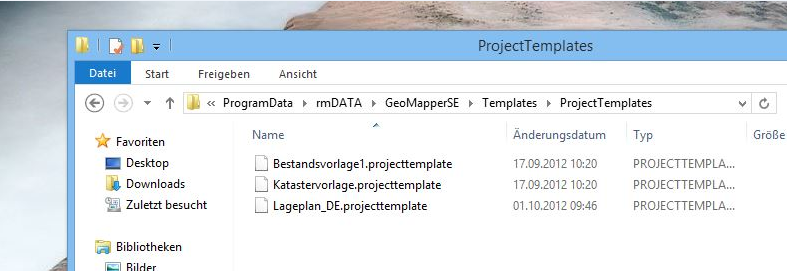 ProjectTemplates
Datei Start Freigeben Ansicht
« ProgramData ▸ rmDATA ▸ GeoMapperSE ▸ Templates ▸ ProjectTemplates
Favoriten
Desktop
Downloads
Zuletzt besucht
Bibliotheken
Bilder
Name Änderungsdatum Typ Größe
Bestandsvorlage1.projecttemplate 17.09.2012 10:20 PROJECTTEMPLA...
Katastervorlage.projecttemplate 17.09.2012 10:20 PROJECTTEMPLA...
Lageplan_DE.projecttemplate 01.10.2012 09:46 PROJECTTEMPLA...